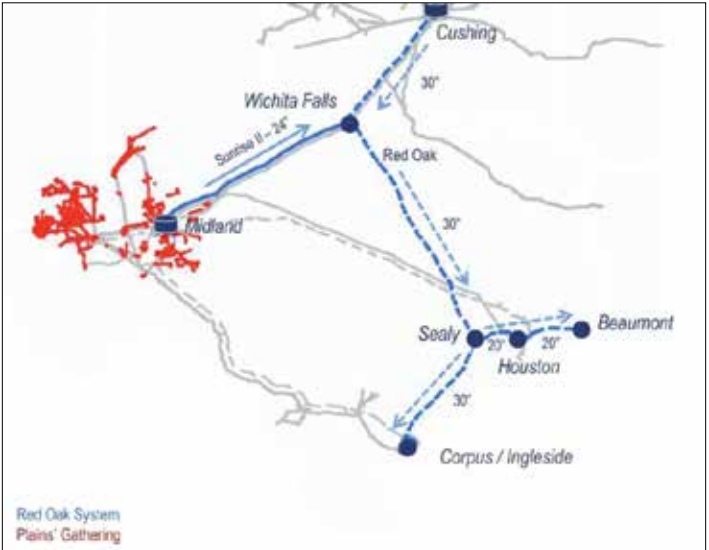 Cushing
30"
Wichita Falls
Sunrise II – 24"
Red Oak
Midland
30"
Sealy
20"
20"
Beaumont
Houston
30"
Corpus / Ingleside
Red Oak System
Plains' Gathering